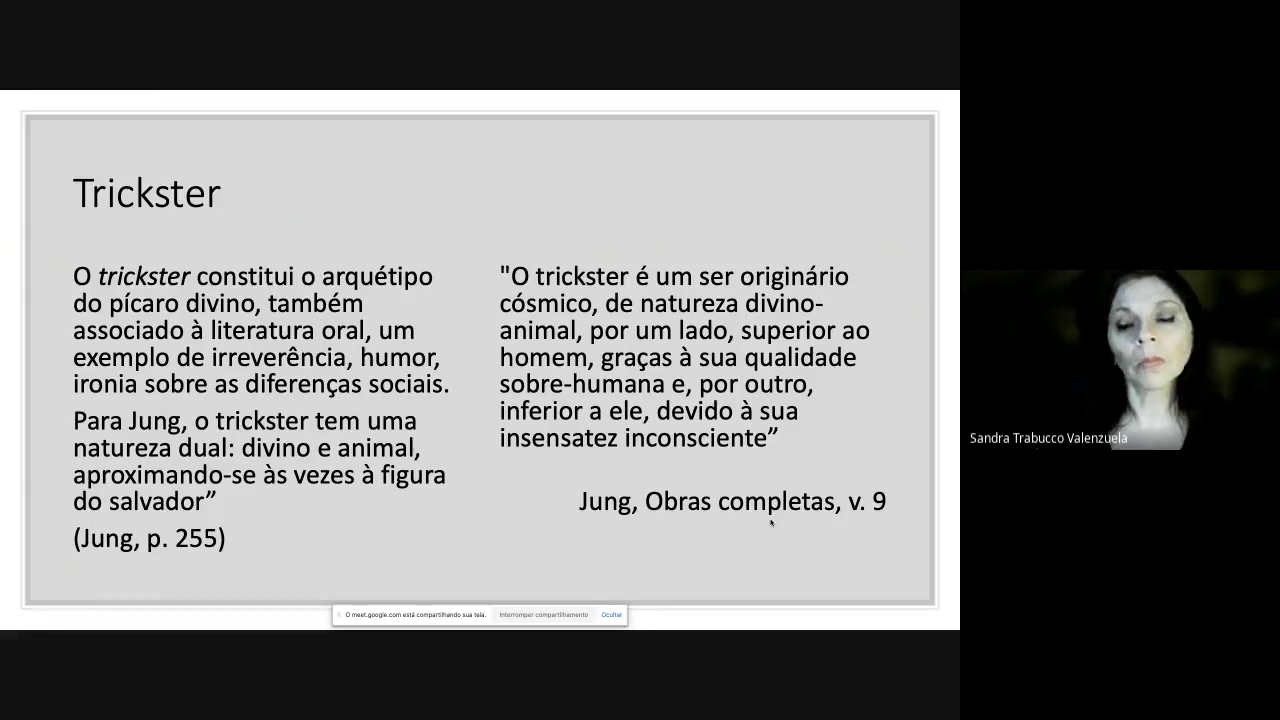 Trickster
O trickster constitui o arquétipo
do pícaro divino, também
associado à literatura oral, um
exemplo de irreverência, humor,
ironia sobre as diferenças sociais.
Para Jung, o trickster tem uma
natureza dual: divino e animal,
aproximando-se às vezes à figura
do salvador”
(Jung, p. 255)
"O trickster é um ser originário
cósmico, de natureza divino-
animal, por um lado, superior ao
homem, graças à sua qualidade
sobre-humana e, por outro,
inferior a ele, devido à sua
insensatez inconsciente”
Jung, Obras completas, v. 9
O meet.google.com está compartilhando sua tela.
Interromper compartilhamento
Ocultar
Sandra Trabucco Valenzuela